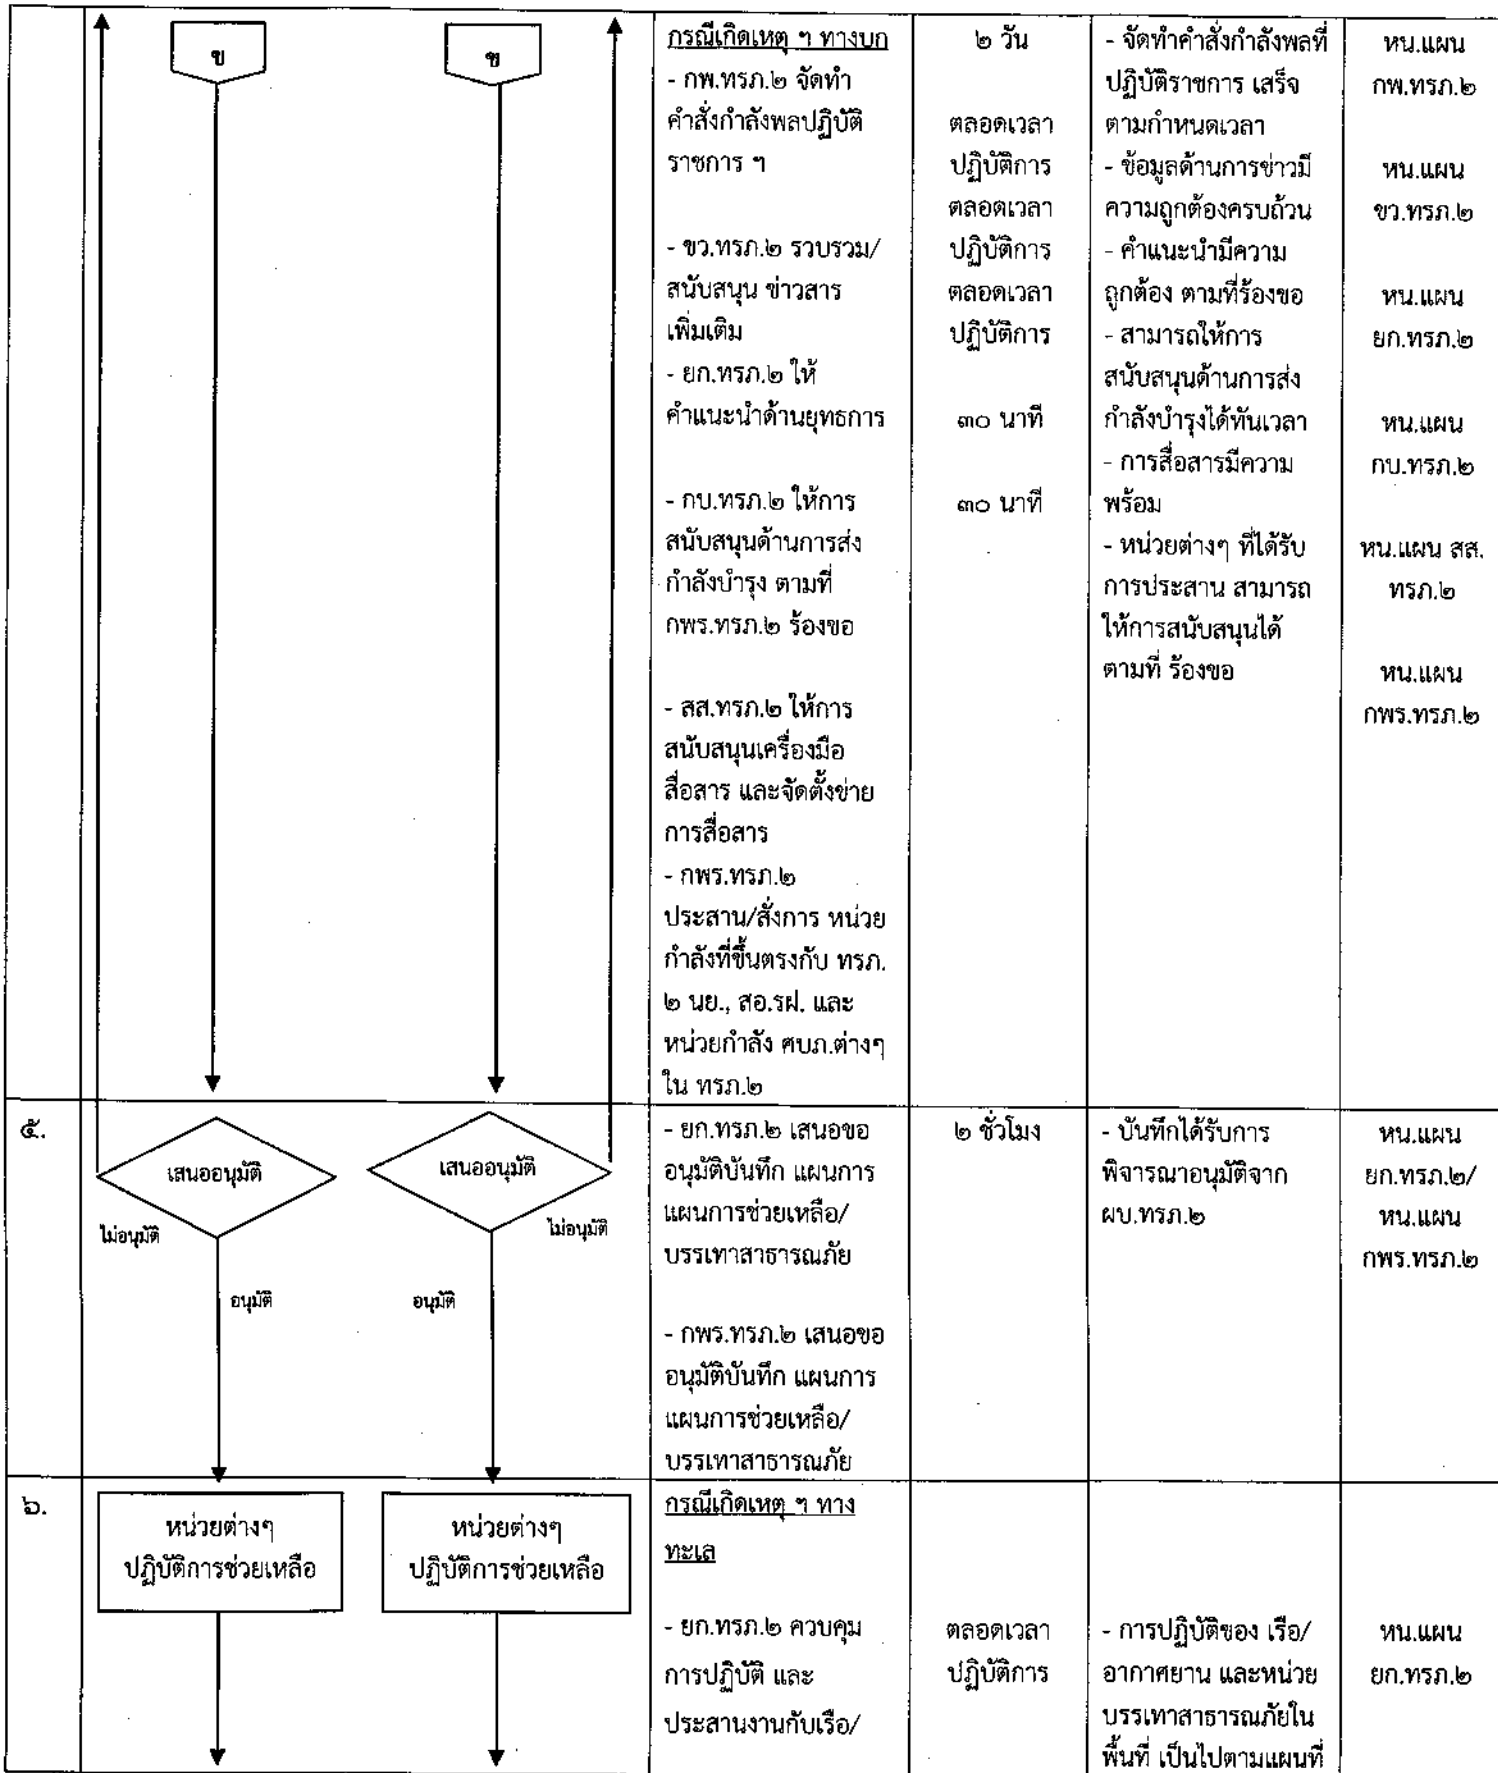 ข
ข
กรณีเกิดเหตุ ฯ ทางบก
- กพ.ทรภ.๒ จัดทำ
คำสั่งกำลังพลปฏิบัติ
ราชการ ฯ
- ขว.ทรภ.๒ รวบรวม/
สนับสนุน ข่าวสาร
เพิ่มเติม
- ยก.ทรภ.๒ ให้
คำแนะนำด้านยุทธการ
- กบ.ทรภ.๒ ให้การ
สนับสนุนด้านการส่ง
กำลังบำรุง ตามที่
กพร.ทรภ.๒ ร้องขอ
- สส.ทรภ.๒ ให้การ
สนับสนุนเครื่องมือ
สื่อสาร และจัดตั้งข่าย
การสื่อสาร
- กพร.ทรภ.๒
ประสาน/สั่งการ หน่วย
กำลังที่ขึ้นตรงกับ ทรภ.
๒ นย., สอ.รฝ. และ
หน่วยกำลัง ศบภ.ต่างๆ
ใน ทรภ.๒
๒ วัน
ตลอดเวลา
ปฏิบัติการ
ตลอดเวลา
ปฏิบัติการ
ตลอดเวลา
ปฏิบัติการ
๓๐ นาที
๓๐ นาที
- จัดทำคำสั่งกำลังพลที่
ปฏิบัติราชการ เสร็จ
ตามกำหนดเวลา
- ข้อมูลด้านการข่าวมี
ความถูกต้องครบถ้วน
- คำแนะนำมีความ
ถูกต้อง ตามที่ร้องขอ
- สามารถให้การ
สนับสนุนด้านการส่ง
กำลังบำรุงได้ทันเวลา
- การสื่อสารมีความ
พร้อม
- หน่วยต่างๆ ที่ได้รับ
การประสาน สามารถ
ให้การสนับสนุนได้
ตามที่ ร้องขอ
หน.แผน
กพ.ทรภ.๒
หน.แผน
ขว.ทรภ.๒
หน.แผน
ยก.ทรภ.๒
หน.แผน
กบ.ทรภ.๒
หน.แผน สส.
ทรภ.๒
หน.แผน
กพร.ทรภ.๒
๕.
เสนออนุมัติ
เสนออนุมัติ
ไม่อนุมัติ
ไม่อนุมัติ
อนุมัติ
อนุมัติ
- ยก.ทรภ.๒ เสนอขอ
อนุมัติบันทึก แผนการ
แผนการช่วยเหลือ/
บรรเทาสาธารณภัย
- กพร.ทรภ.๒ เสนอขอ
อนุมัติบันทึก แผนการ
แผนการช่วยเหลือ/
บรรเทาสาธารณภัย
๒ ชั่วโมง
- บันทึกได้รับการ
พิจารณาอนุมัติจาก
ผบ.ทรภ.๒
หน.แผน
ยก.ทรภ.๒/
หน.แผน
กพร.ทรภ.๒
๖.
หน่วยต่างๆ
ปฏิบัติการช่วยเหลือ
หน่วยต่างๆ
ปฏิบัติการช่วยเหลือ
กรณีเกิดเหตุ ฯ ทาง
ทะเล
- ยก.ทรภ.๒ ควบคุม
การปฏิบัติ และ
ประสานงานกับเรือ/
ตลอดเวลา
ปฏิบัติการ
- การปฏิบัติของ เรือ/
อากาศยาน และหน่วย
บรรเทาสาธารณภัยใน
พื้นที่ เป็นไปตามแผนที่
หน.แผน
ยก.ทรภ.๒